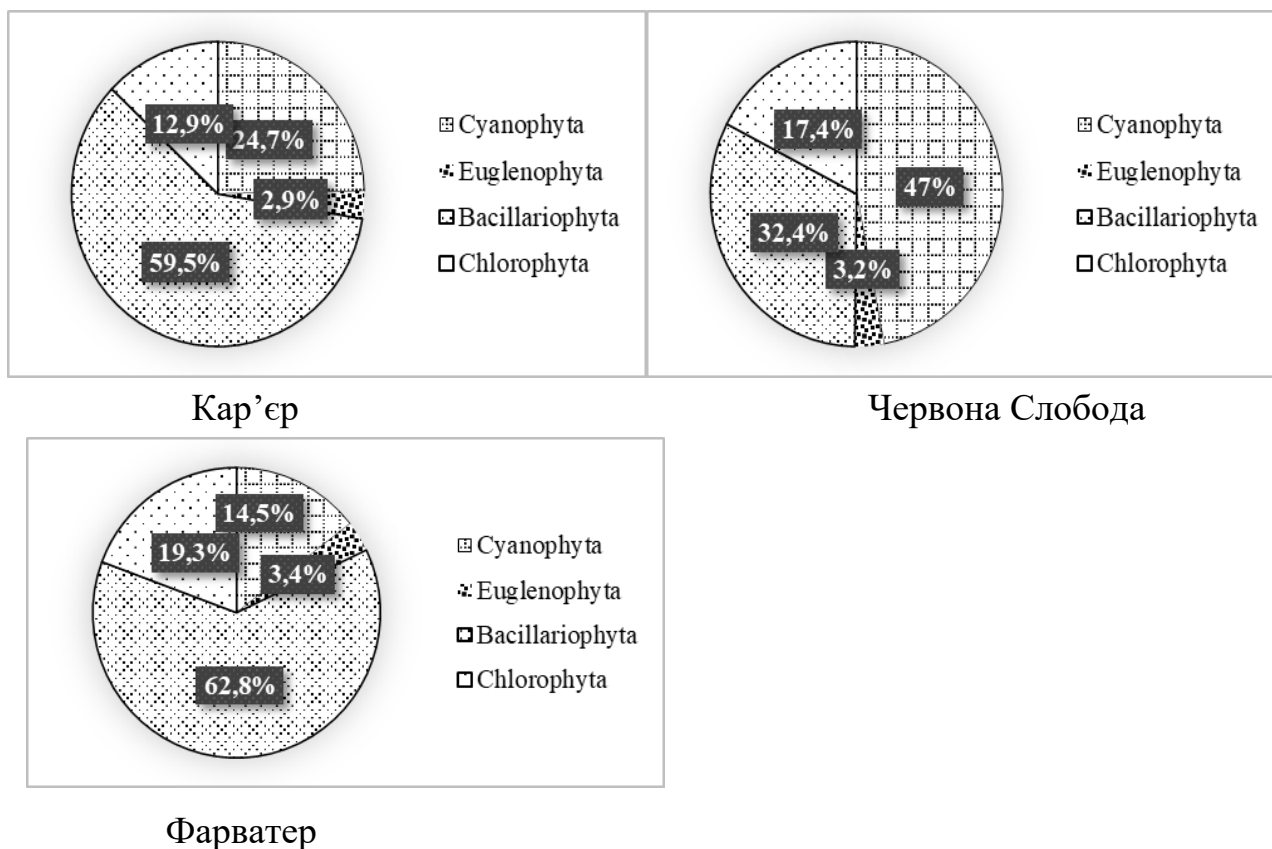 12,9%
24,7%
2,9%
59,5%
Cyanophyta
Euglenophyta
Bacillariophyta
Chlorophyta
Кар’єр
17,4%
47%
32,4%
3,2%
Cyanophyta
Euglenophyta
Bacillariophyta
Chlorophyta
Червона Слобода
14,5%
19,3%
3,4%
62,8%
Cyanophyta
Euglenophyta
Bacillariophyta
Chlorophyta
Фарватер